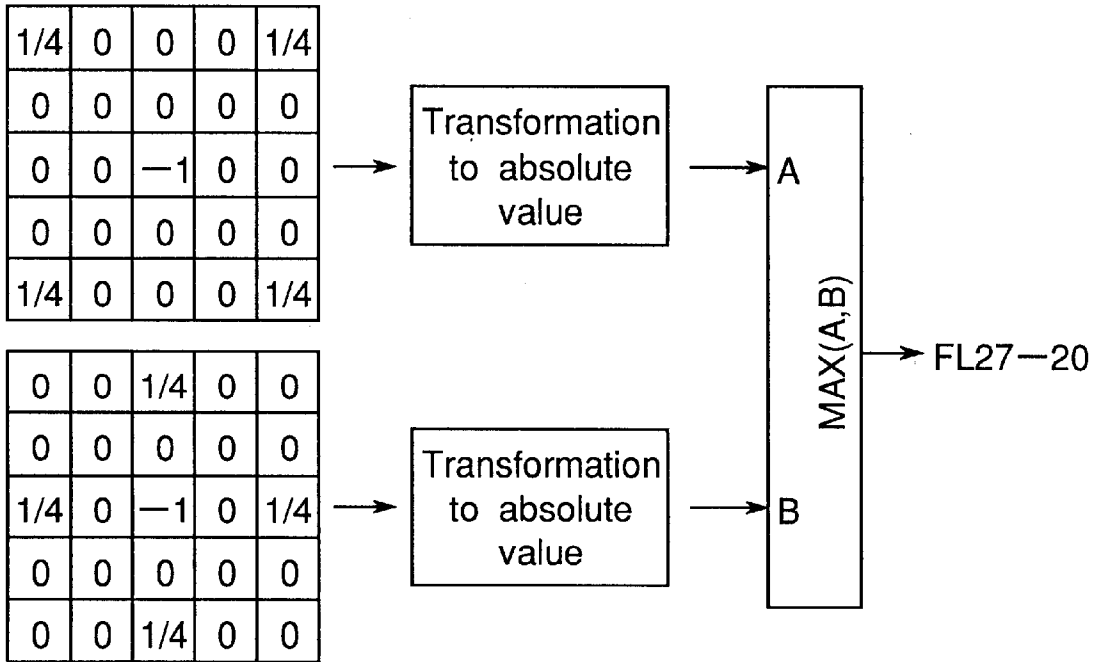 1/4 0 0 0 1/4
0 0 0 0 0
0 0 —1 0 0
0 0 0 0 0
1/4 0 0 0 1/4
Transformation
to absolute
value
A
0 0 1/4 0 0
0 0 0 0 0
1/4 0 —1 0 1/4
0 0 0 0 0
0 0 1/4 0 0
Transformation
to absolute
value
B
MAX(A,B)
FL27—20